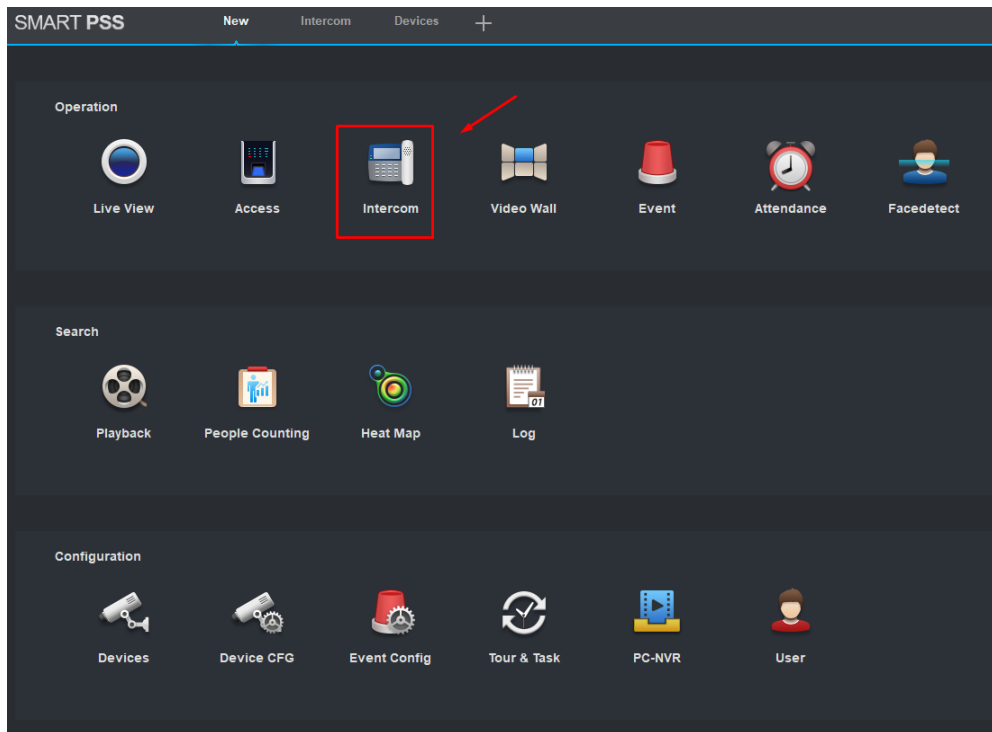 SMART PSS New Intercom Devices +
Operation
Live View Access Intercom Video Wall Event Attendance Facedetect
Search
01
Playback People Counting Heat Map Log
Configuration
Devices Device CFG Event Config Tour & Task PC-NVR User